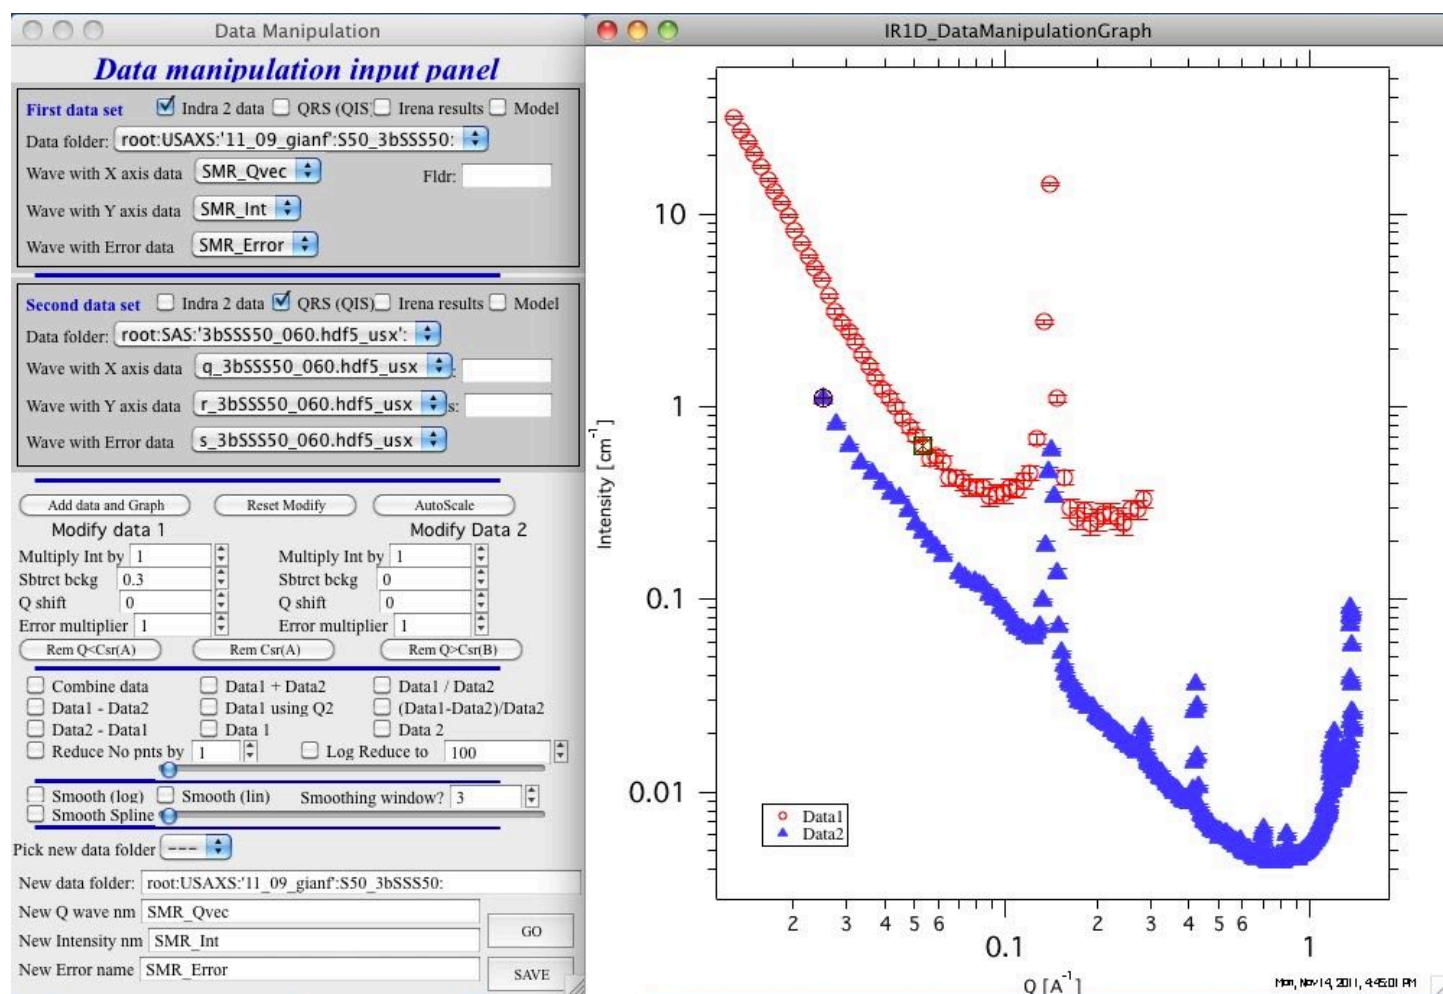 Data Manipulation
Data manipulation input panel
First data set Indra 2 data QRS (QIS) Irena results Model
Data folder: root:USAXS:'11_09_gianf':S50_3bSSS50:
Wave with X axis data SMR_Qvec Fldr:
Wave with Y axis data SMR_Int
Wave with Error data SMR_Error
Second data set Indra 2 data QRS (QIS) Irena results Model
Data folder: root:SAS:'3bSSS50_060.hdf5_usx':
Wave with X axis data q_3bSSS50_060.hdf5_usx :
Wave with Y axis data r_3bSSS50_060.hdf5_usx s:
Wave with Error data s_3bSSS50_060.hdf5_usx
Add data and Graph Reset Modify AutoScale
Modify data 1 Modify Data 2
Multiply Int by 1 Multiply Int by 1
Sbtrct bckg 0.3 Sbtrct bckg 0
Q shift 0 Q shift 0
Error multiplier 1 Error multiplier 1
Rem Q<Csr(A) Rem Csr(A) Rem Q>Csr(B)
Combine data Data1 + Data2 Data1 / Data2
Data1 - Data2 Data1 using Q2 (Data1-Data2)/Data2
Data2 - Data1 Data 1 Data 2
Reduce No pnts by 1 Log Reduce to 100
Smooth (log) Smooth (lin) Smoothing window? 3
Smooth Spline
Pick new data folder ---
New data folder: root:USAXS:'11_09_gianf':S50_3bSSS50:
New Q wave nm SMR_Qvec
New Intensity nm SMR_Int
New Error name SMR_Error
GO
SAVE
IR1D_DataManipulationGraph
Intensity [cm⁻¹]
10
1
0.1
0.01
Data1
Data2
2 3 4 5 6 2 3 4 5 6
0.1 1
Q [A⁻¹]
Mon, Nov 14, 2011, 4:45:01 PM